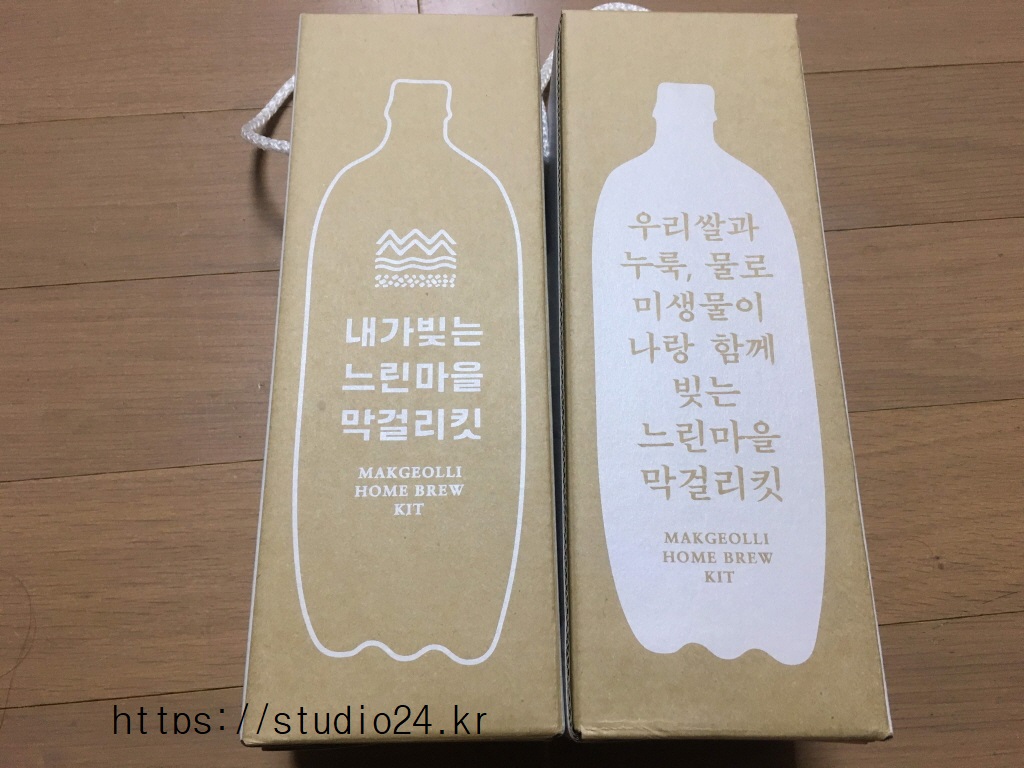 내가빚는
느린마을
막걸리킷
MAKGEOLLI
HOME BREW
KIT
우리쌀과
누룩, 물로
미생물이
나랑 함께
빚는
느린마을
막걸리킷
MAKGEOLLI
HOME BREW
KIT
https://studio24.kr